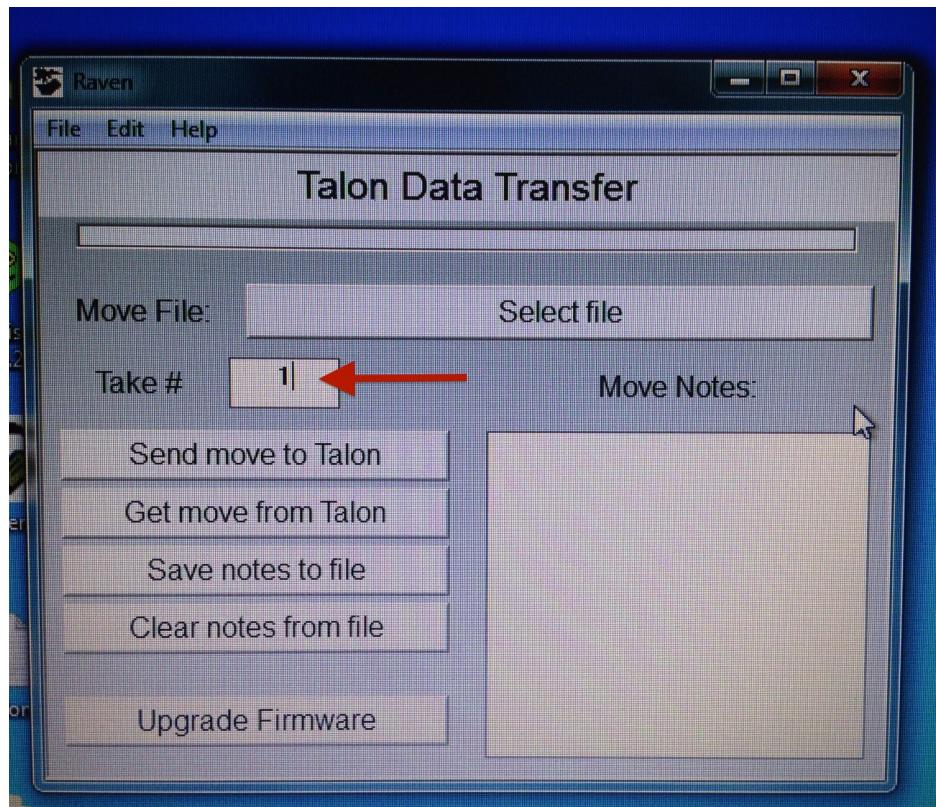 Raven
File Edit Help
Talon Data Transfer
Move File:
Select file
Take #
1
Move Notes:
Send move to Talon
Get move from Talon
Save notes to file
Clear notes from file
Upgrade Firmware